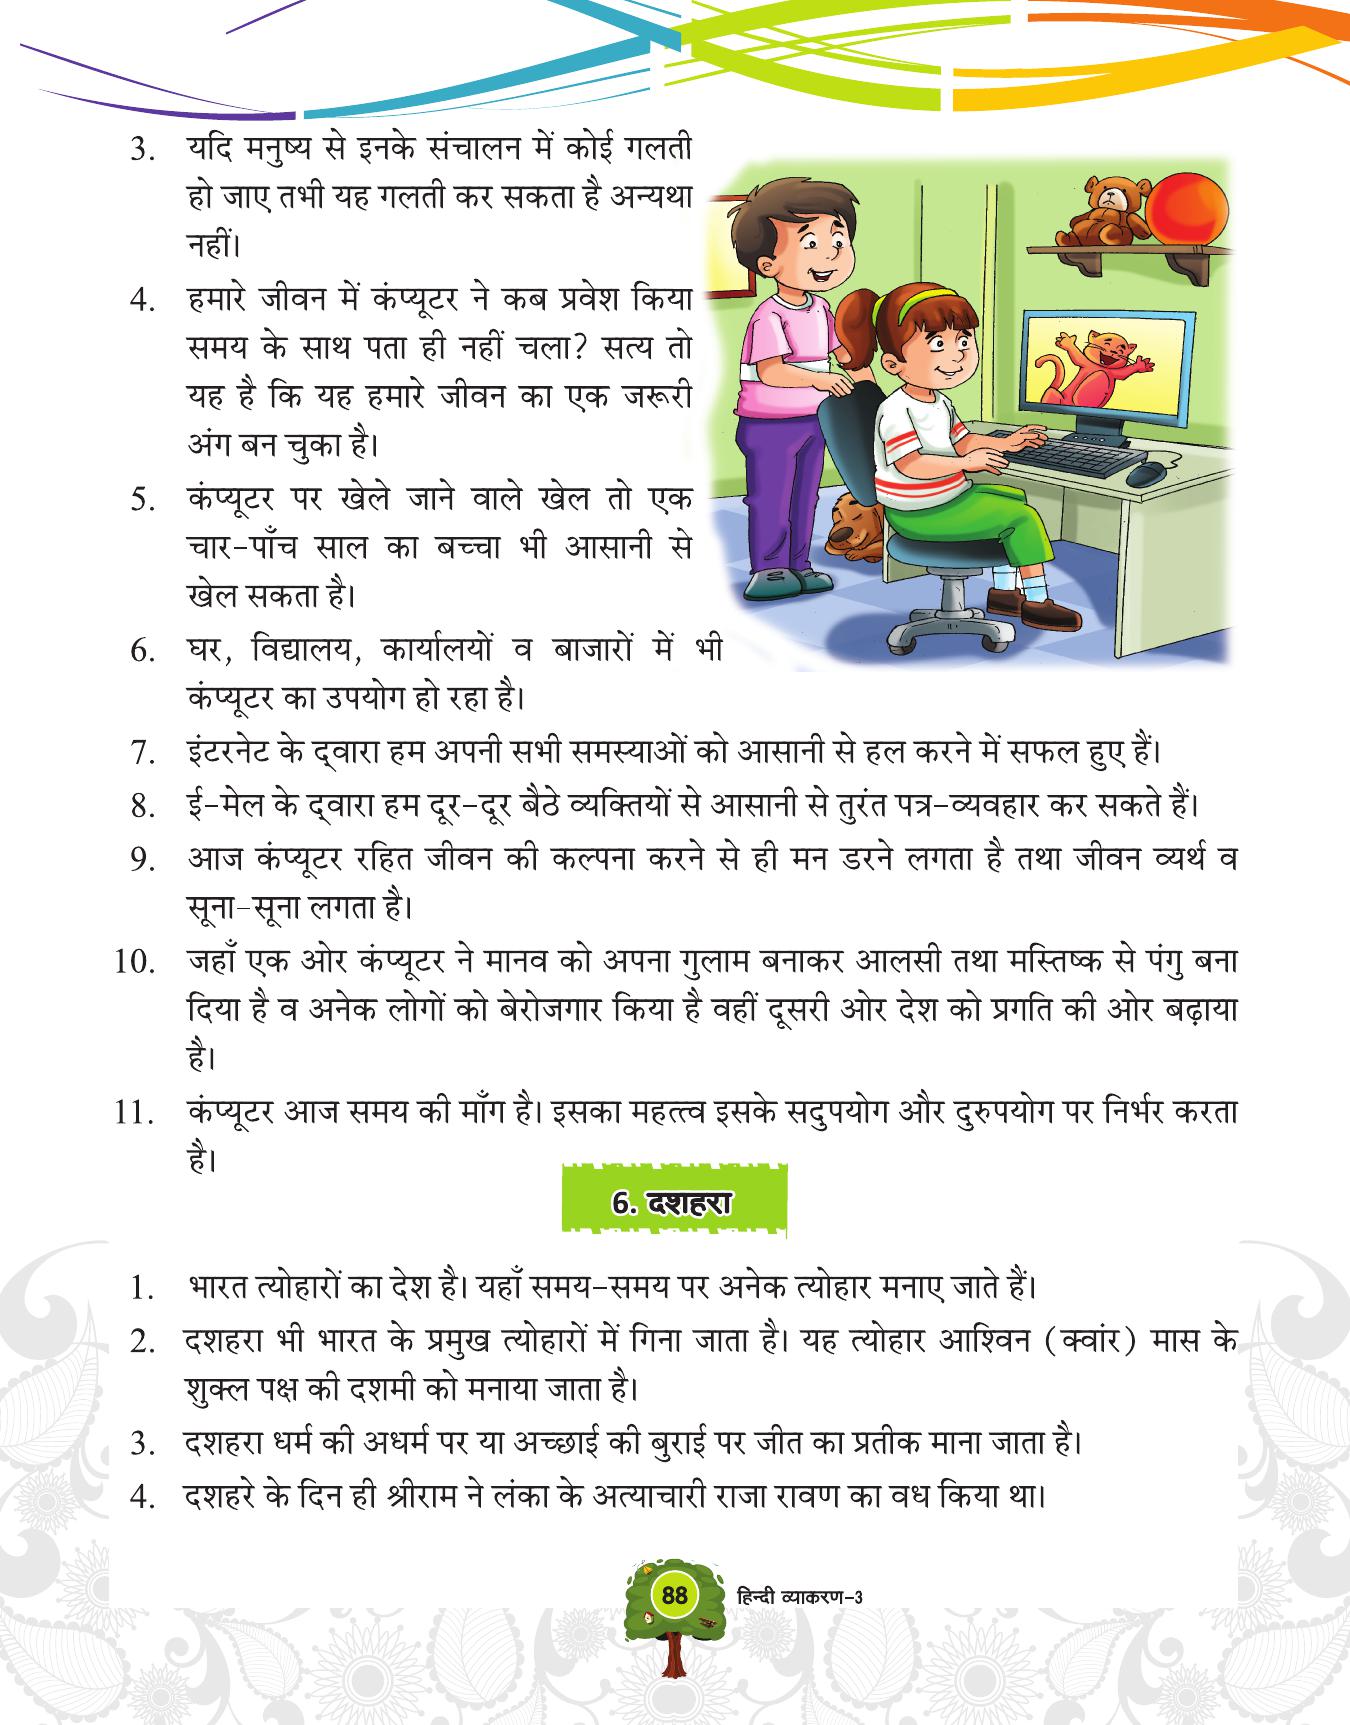 3. यदि मनुष्य से इनके संचालन में कोई गलती
हो जाए तभी यह गलती कर सकता है अन्यथा
नहीं।
4. हमारे जीवन में कंप्यूटर ने कब प्रवेश किया
समय के साथ पता ही नहीं चला? सत्य तो
यह है कि यह हमारे जीवन का एक जरूरी
अंग बन चुका है।
5. कंप्यूटर पर खेले जाने वाले खेल तो एक
चार-पाँच साल का बच्चा भी आसानी से
खेल सकता है।
6. घर, विद्यालय, कार्यालयों व बाजारों में भी
कंप्यूटर का उपयोग हो रहा है।
7. इंटरनेट के द्वारा हम अपनी सभी समस्याओं को आसानी से हल करने में सफल हुए हैं।
8. ई-मेल के द्वारा हम दूर-दूर बैठे व्यक्तियों से आसानी से तुरंत पत्र-व्यवहार कर सकते हैं।
9. आज कंप्यूटर रहित जीवन की कल्पना करने से ही मन डरने लगता है तथा जीवन व्यर्थ व
सूना-सूना लगता है।
10. जहाँ एक ओर कंप्यूटर ने मानव को अपना गुलाम बनाकर आलसी तथा मस्तिष्क से पंगु बना
दिया है व अनेक लोगों को बेरोजगार किया है वहीं दूसरी ओर देश को प्रगति की ओर बढ़ाया
है।
11. कंप्यूटर आज समय की माँग है। इसका महत्त्व इसके सदुपयोग और दुरुपयोग पर निर्भर करता
है।
6. दशहरा
1. भारत त्योहारों का देश है। यहाँ समय-समय पर अनेक त्योहार मनाए जाते हैं।
2. दशहरा भी भारत के प्रमुख त्योहारों में गिना जाता है। यह त्योहार आश्विन (क्वांर) मास के
शुक्ल पक्ष की दशमी को मनाया जाता है।
3. दशहरा धर्म की अधर्म पर या अच्छाई की बुराई पर जीत का प्रतीक माना जाता है।
4. दशहरे के दिन ही श्रीराम ने लंका के अत्याचारी राजा रावण का वध किया था।
88 हिन्दी व्याकरण-3